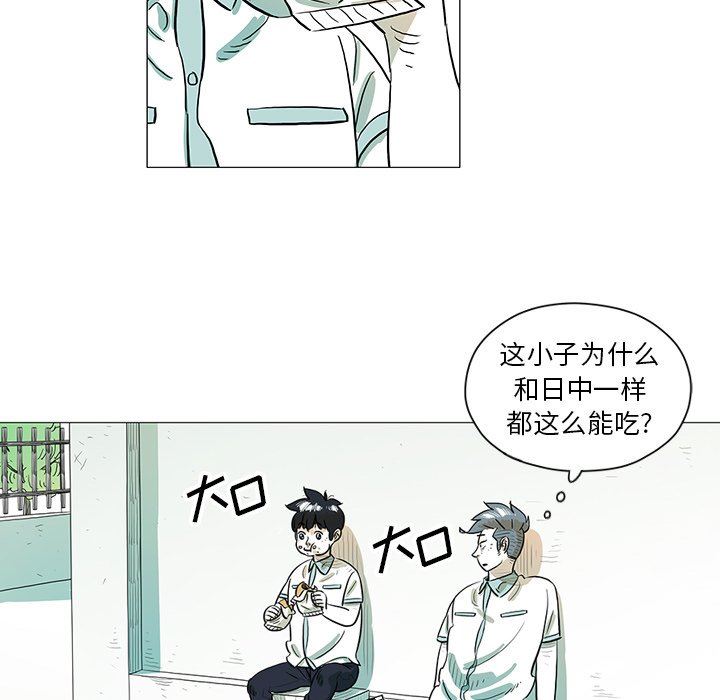 这小子为什么
和日中一样
都这么能吃?
大口
大口